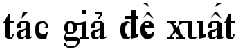 tác giả đề xuất